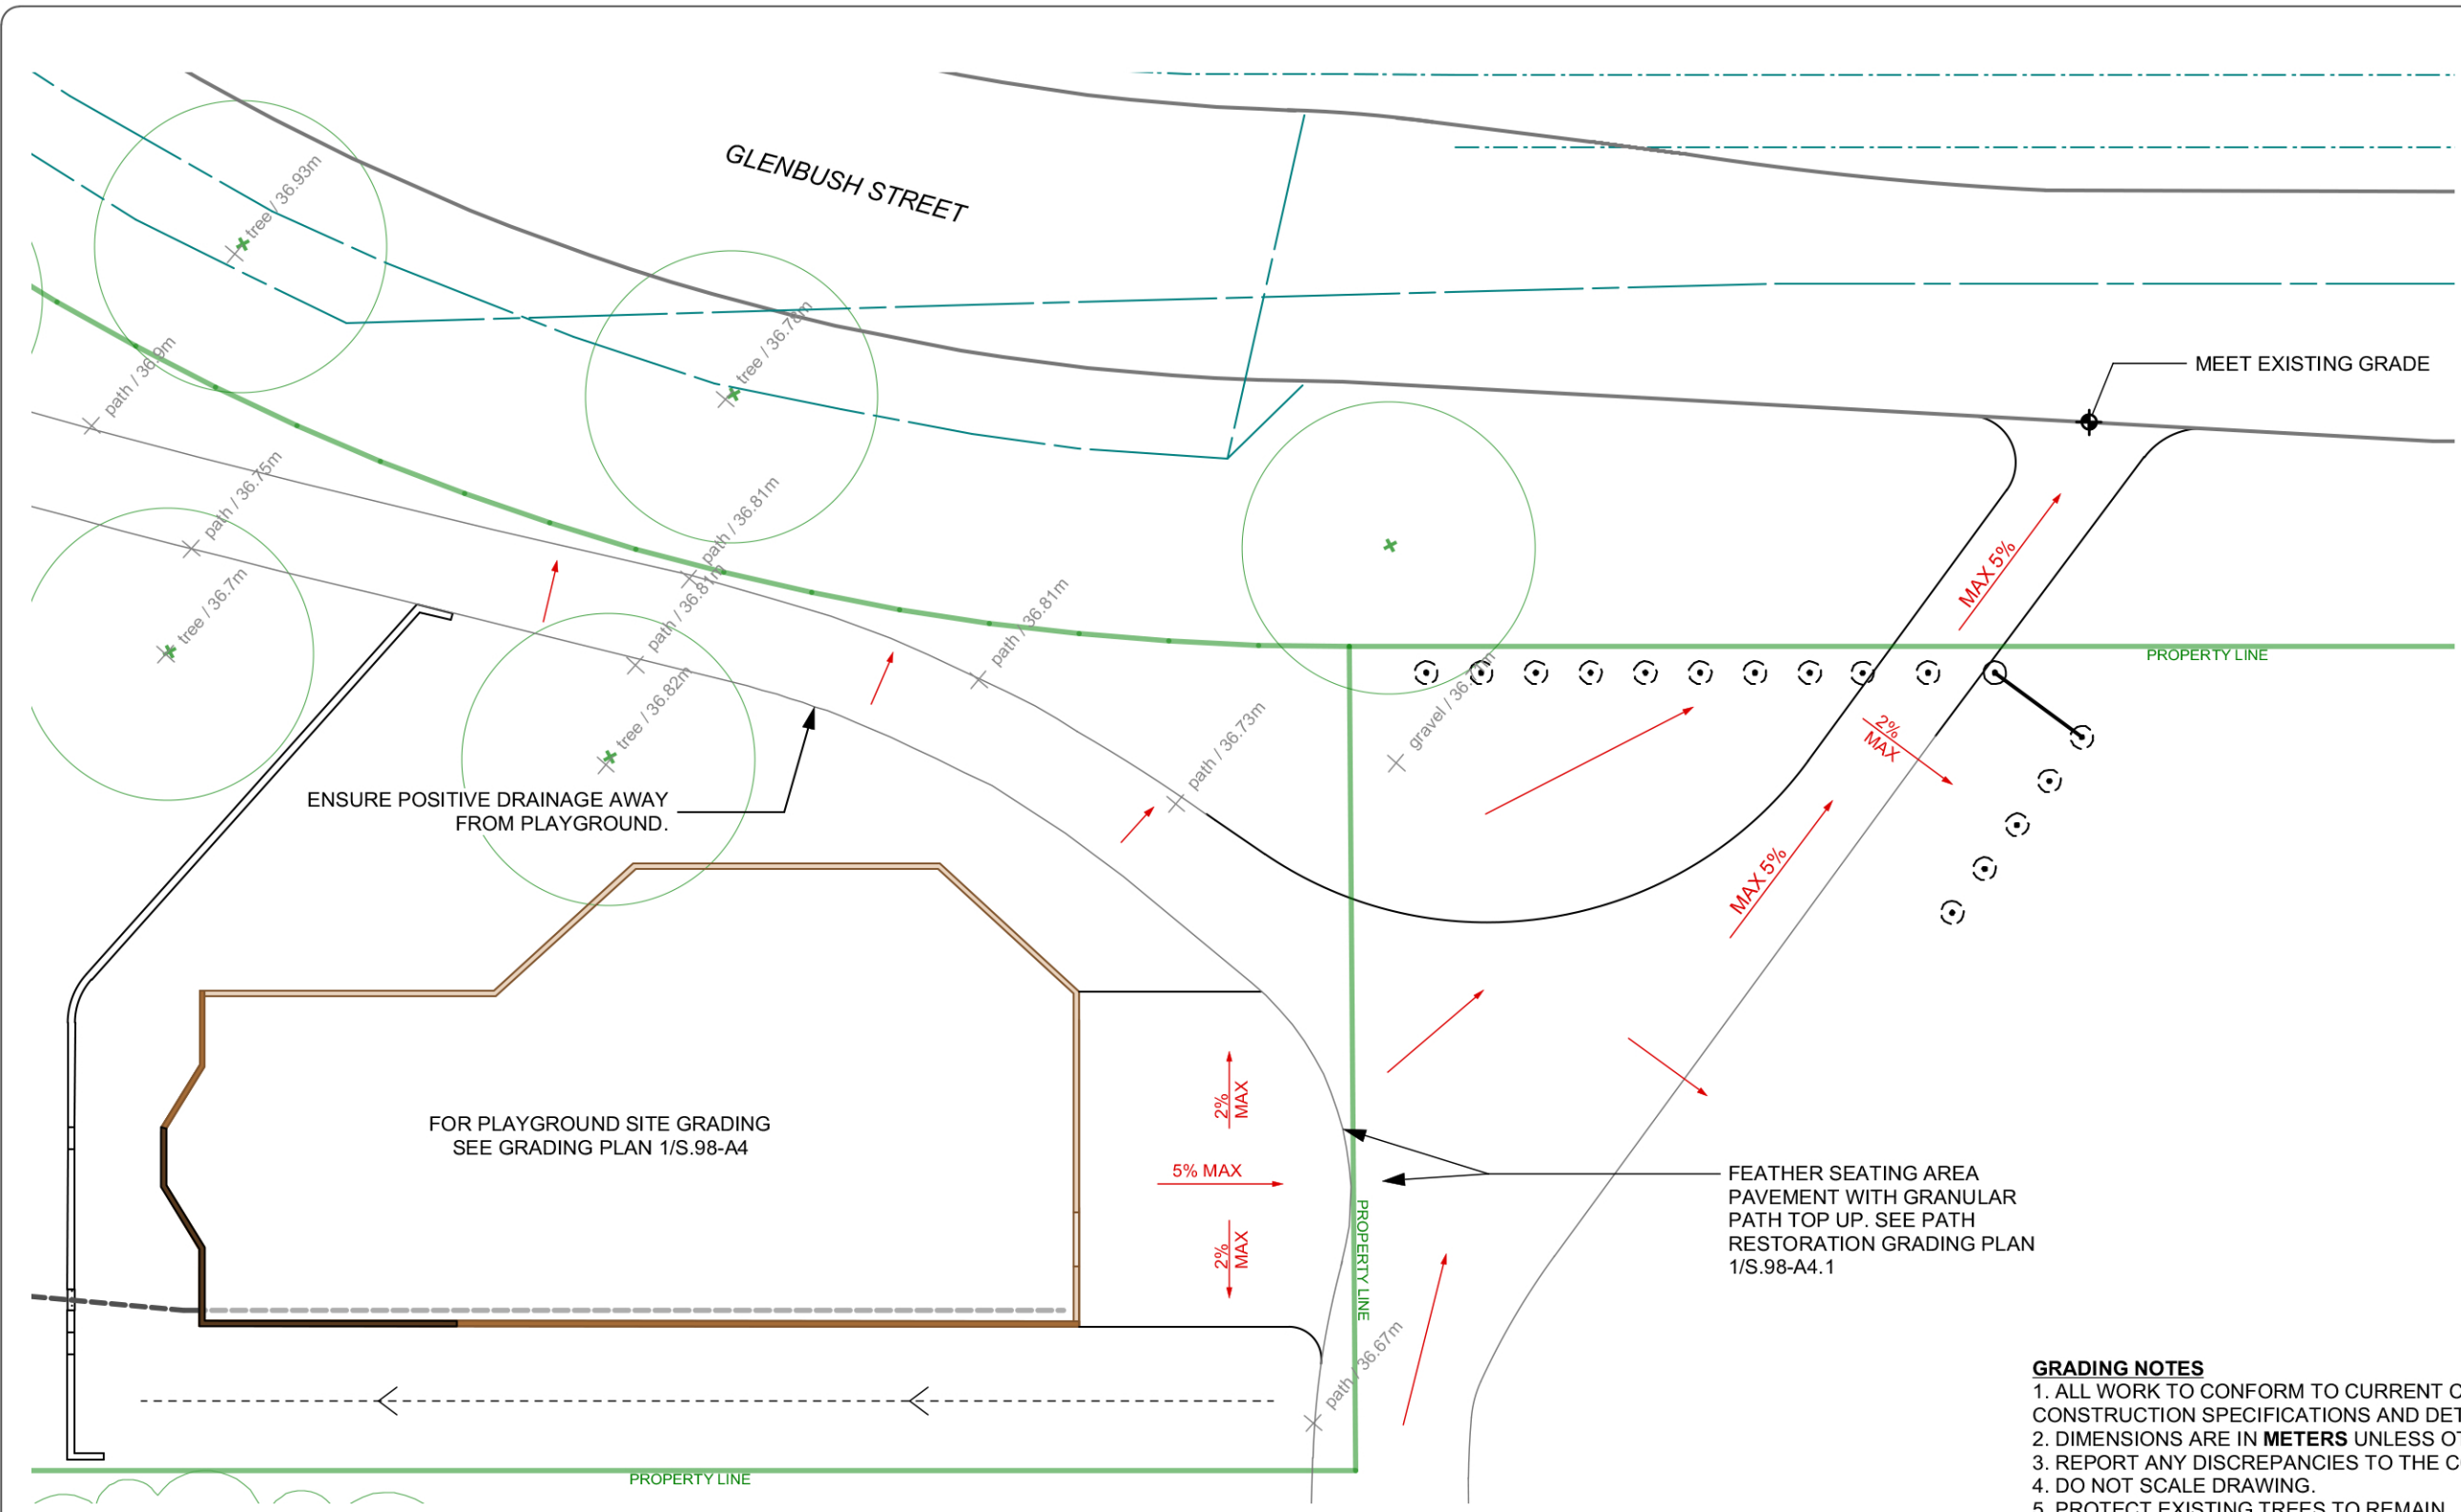 GLENBUSH STREET
tree / 36.93m
tree / 36.78m
path / 36.9m
MEET EXISTING GRADE
path / 36.75m
path / 36.81m
tree / 36.7m
path / 36.81m
path / 36.81m
MAX 5%
PROPERTY LINE
tree / 36.82m
path / 36.73m
gravel /
2%
MAX
ENSURE POSITIVE DRAINAGE AWAY
FROM PLAYGROUND.
MAX 5%
2%
MAX
FOR PLAYGROUND SITE GRADING
SEE GRADING PLAN 1/S.98-A4
5% MAX
FEATHER SEATING AREA
PAVEMENT WITH GRANULAR
PATH TOP UP. SEE PATH
RESTORATION GRADING PLAN
1/S.98-A4.1
2%
MAX
PROPERTY LINE
path / 36.67m
PROPERTY LINE
GRADING NOTES
1. ALL WORK TO CONFORM TO CURRENT
CONSTRUCTION SPECIFICATIONS AND
2. DIMENSIONS ARE IN METERS UNLESS
3. REPORT ANY DISCREPANCIES TO THE
4. DO NOT SCALE DRAWING.
5. PROTECT EXISTING TREES TO REMAIN